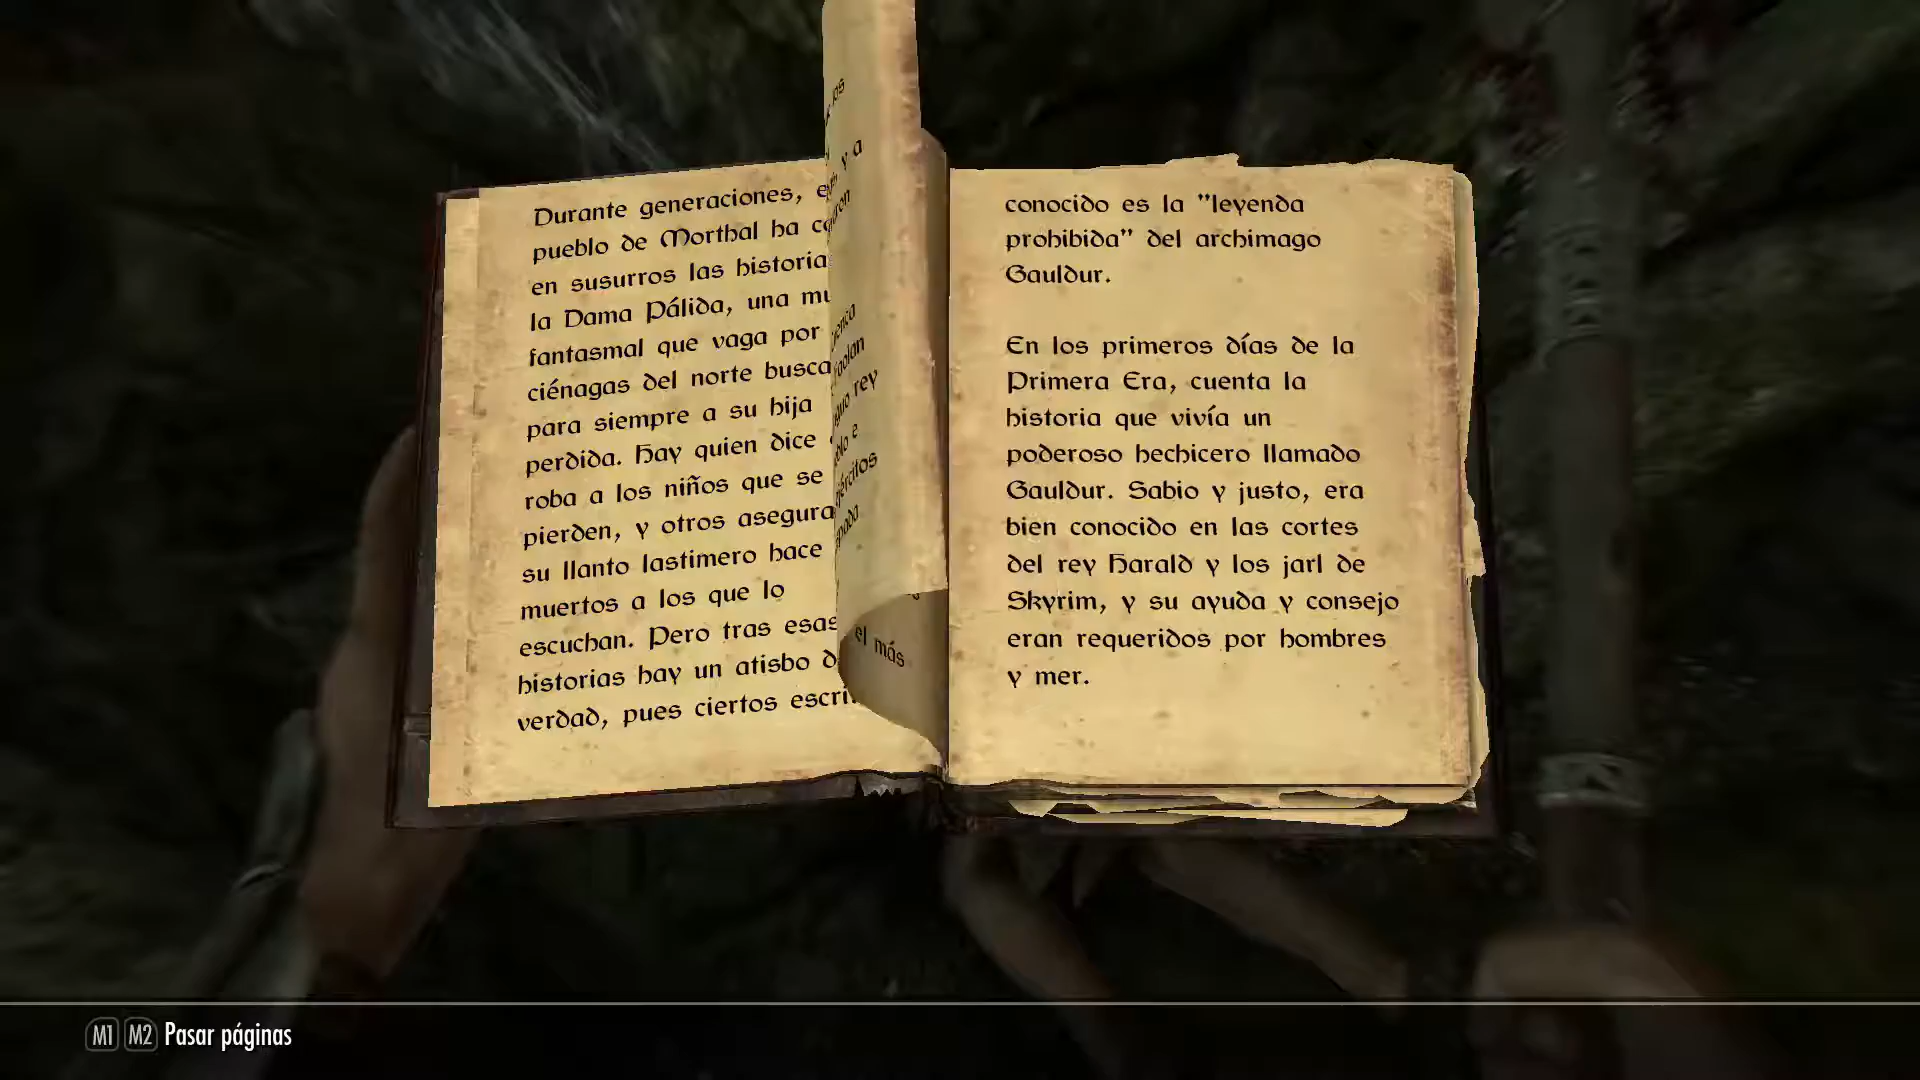 Durante generaciones,
pueblo de Morthal ha
en susurros las
la Dama Pálida, una
fantasmal que vaga por
ciénagas del norte
para siempre a su hija
perdida. Hay quien dice
roba a los niños que se
pierden, y otros
su llanto lastimero hace
muertos a los que lo
escuchan. Pero tras
historias hay un atisbo
verdad, pues ciertos
y a
rey
el más
conocido es la "leyenda
prohibida" del archimago
Gauldur.
En los primeros días de la
Primera Era, cuenta la
historia que vivía un
poderoso hechicero llamado
Gauldur. Sabio y justo, era
bien conocido en las cortes
del rey Harald y los jarl de
Skyrim, y su ayuda y consejo
eran requeridos por hombres
y mer.
M1 M2 Pasar páginas